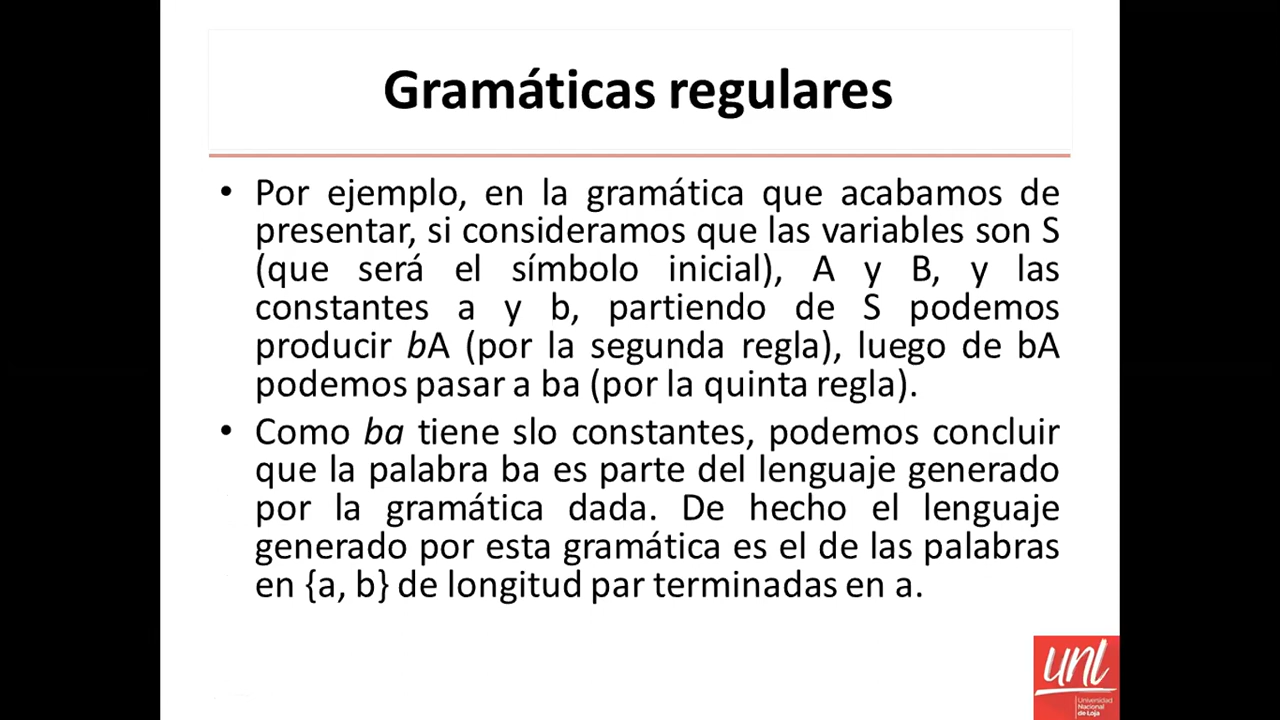 Gramáticas regulares
• Por ejemplo, en la gramática que acabamos de
presentar, si consideramos que las variables son S
(que será el símbolo inicial), A y B, y las
constantes a y b, partiendo de S podemos
producir bA (por la segunda regla), luego de bA
podemos pasar a ba (por la quinta regla).
• Como ba tiene slo constantes, podemos concluir
que la palabra ba es parte del lenguaje generado
por la gramática dada. De hecho el lenguaje
generado por esta gramática es el de las palabras
en {a, b} de longitud par terminadas en a.
unl
Universidad
Nacional
de Loja